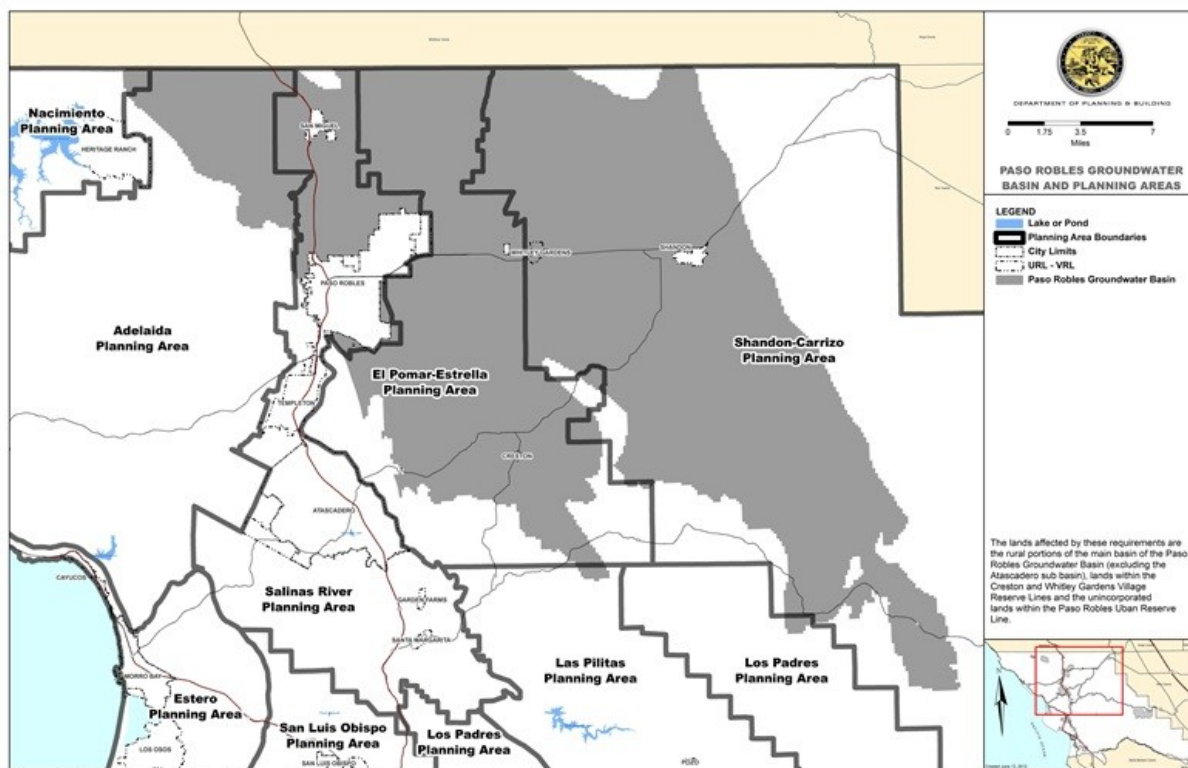 Nacimiento
Planning Area
HERITAGE RANCH
SAN MIGUEL
WHITLEY GARDENS
SHANDON
PASO ROBLES
Adelaida
Planning Area
Shandon-Carrizo
Planning Area
El Pomar-Estrella
Planning Area
TEMPLETON
CRESTON
ATASCADERO
CAYUCOS
Salinas River
Planning Area
GARDEN FARMS
SANTA MARGARITA
Las Pilitas
Planning Area
Los Padres
Planning Area
MORRO BAY
Estero
Planning Area
San Luis Obispo
Planning Area
Los Padres
Planning Area
LOS OSOS
SAN LUIS OBISPO
POZO
DEPARTMENT OF PLANNING & BUILDING
0 1.75 3.5 7
Miles
PASO ROBLES GROUNDWATER
BASIN AND PLANNING AREAS
LEGEND
Lake or Pond
Planning Area Boundaries
City Limits
URL - VRL
Paso Robles Groundwater Basin
The lands affected by these requirements are
the rural portions of the main basin of the Paso
Robles Groundwater Basin (excluding the
Atascadero sub basin), lands within the
Creston and Whitley Gardens Village
Reserve Lines and the unincorporated
lands within the Paso Robles Uban Reserve
Line.